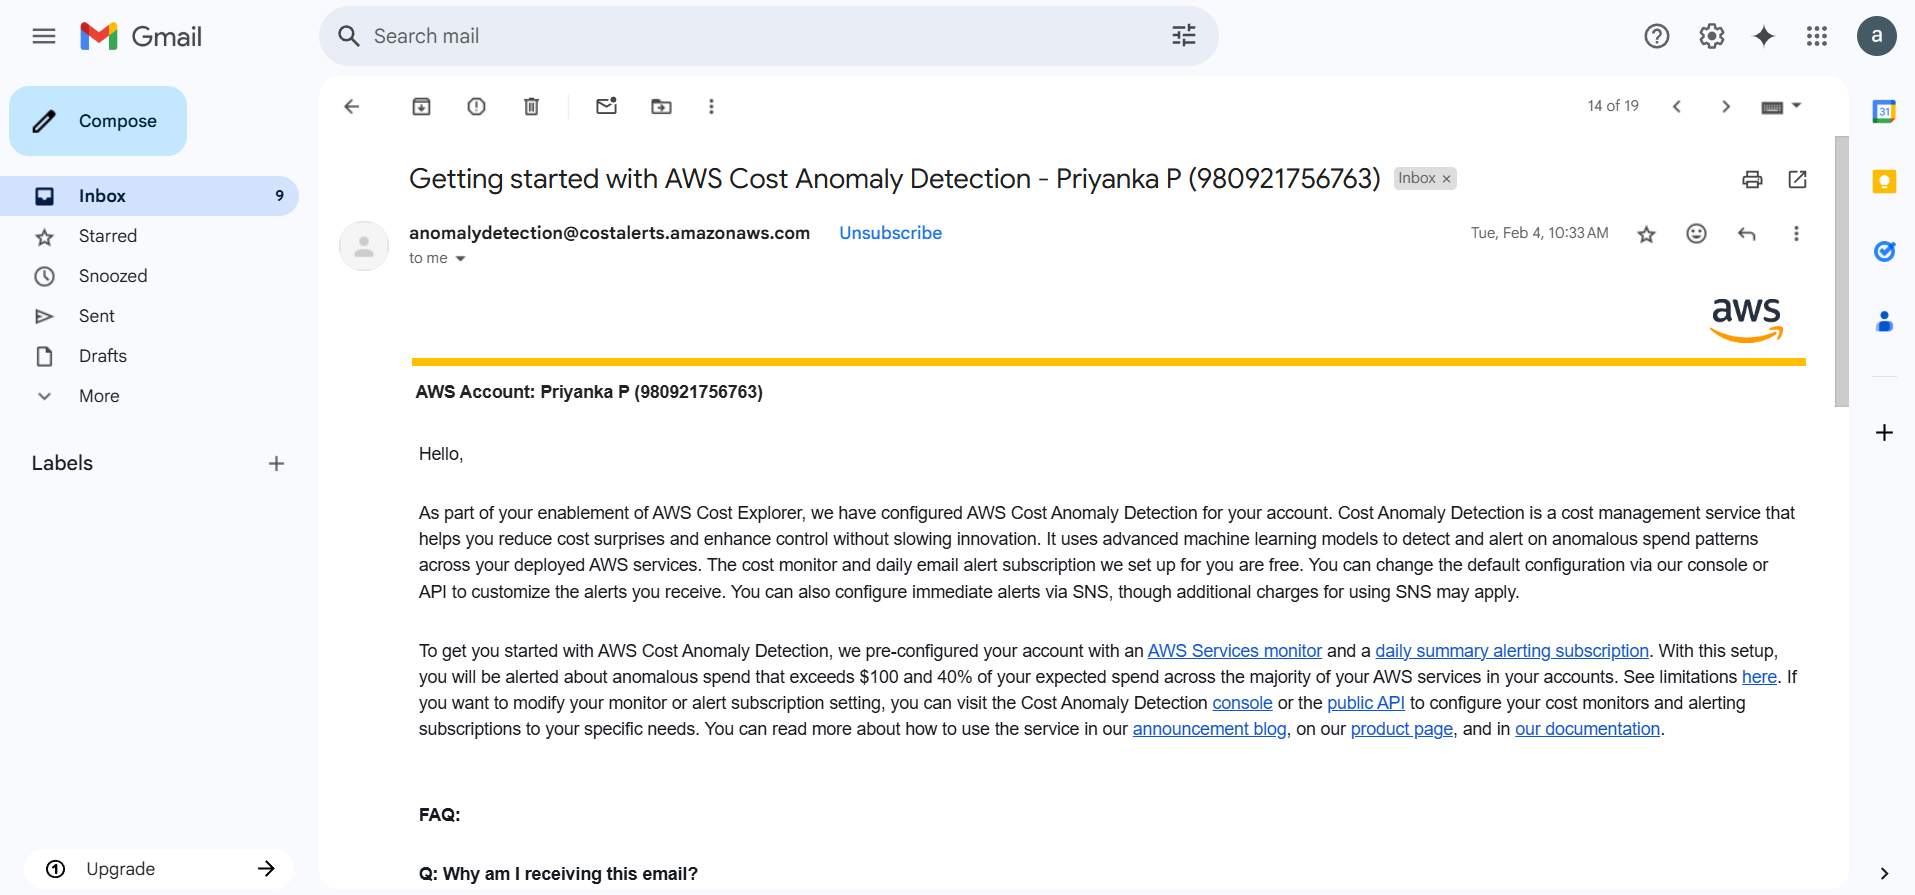 Gmail
Search mail
a
Compose
14 of 19
31
Inbox 9
Starred
Snoozed
Sent
Drafts
More
Labels
Upgrade
Getting started with AWS Cost Anomaly Detection - Priyanka P (980921756763) Inbox ×
anomalydetection@costalerts.amazonaws.com Unsubscribe Tue, Feb 4, 10:33 AM
to me
aws
AWS Account: Priyanka P (980921756763)
Hello,
As part of your enablement of AWS Cost Explorer, we have configured AWS Cost Anomaly Detection for your account. Cost Anomaly Detection is a cost management service that
helps you reduce cost surprises and enhance control without slowing innovation. It uses advanced machine learning models to detect and alert on anomalous spend patterns
across your deployed AWS services. The cost monitor and daily email alert subscription we set up for you are free. You can change the default configuration via our console or
API to customize the alerts you receive. You can also configure immediate alerts via SNS, though additional charges for using SNS may apply.
To get you started with AWS Cost Anomaly Detection, we pre-configured your account with an AWS Services monitor and a daily summary alerting subscription. With this setup,
you will be alerted about anomalous spend that exceeds $100 and 40% of your expected spend across the majority of your AWS services in your accounts. See limitations here. If
you want to modify your monitor or alert subscription setting, you can visit the Cost Anomaly Detection console or the public API to configure your cost monitors and alerting
subscriptions to your specific needs. You can read more about how to use the service in our announcement blog, on our product page, and in our documentation.
FAQ:
Q: Why am I receiving this email?